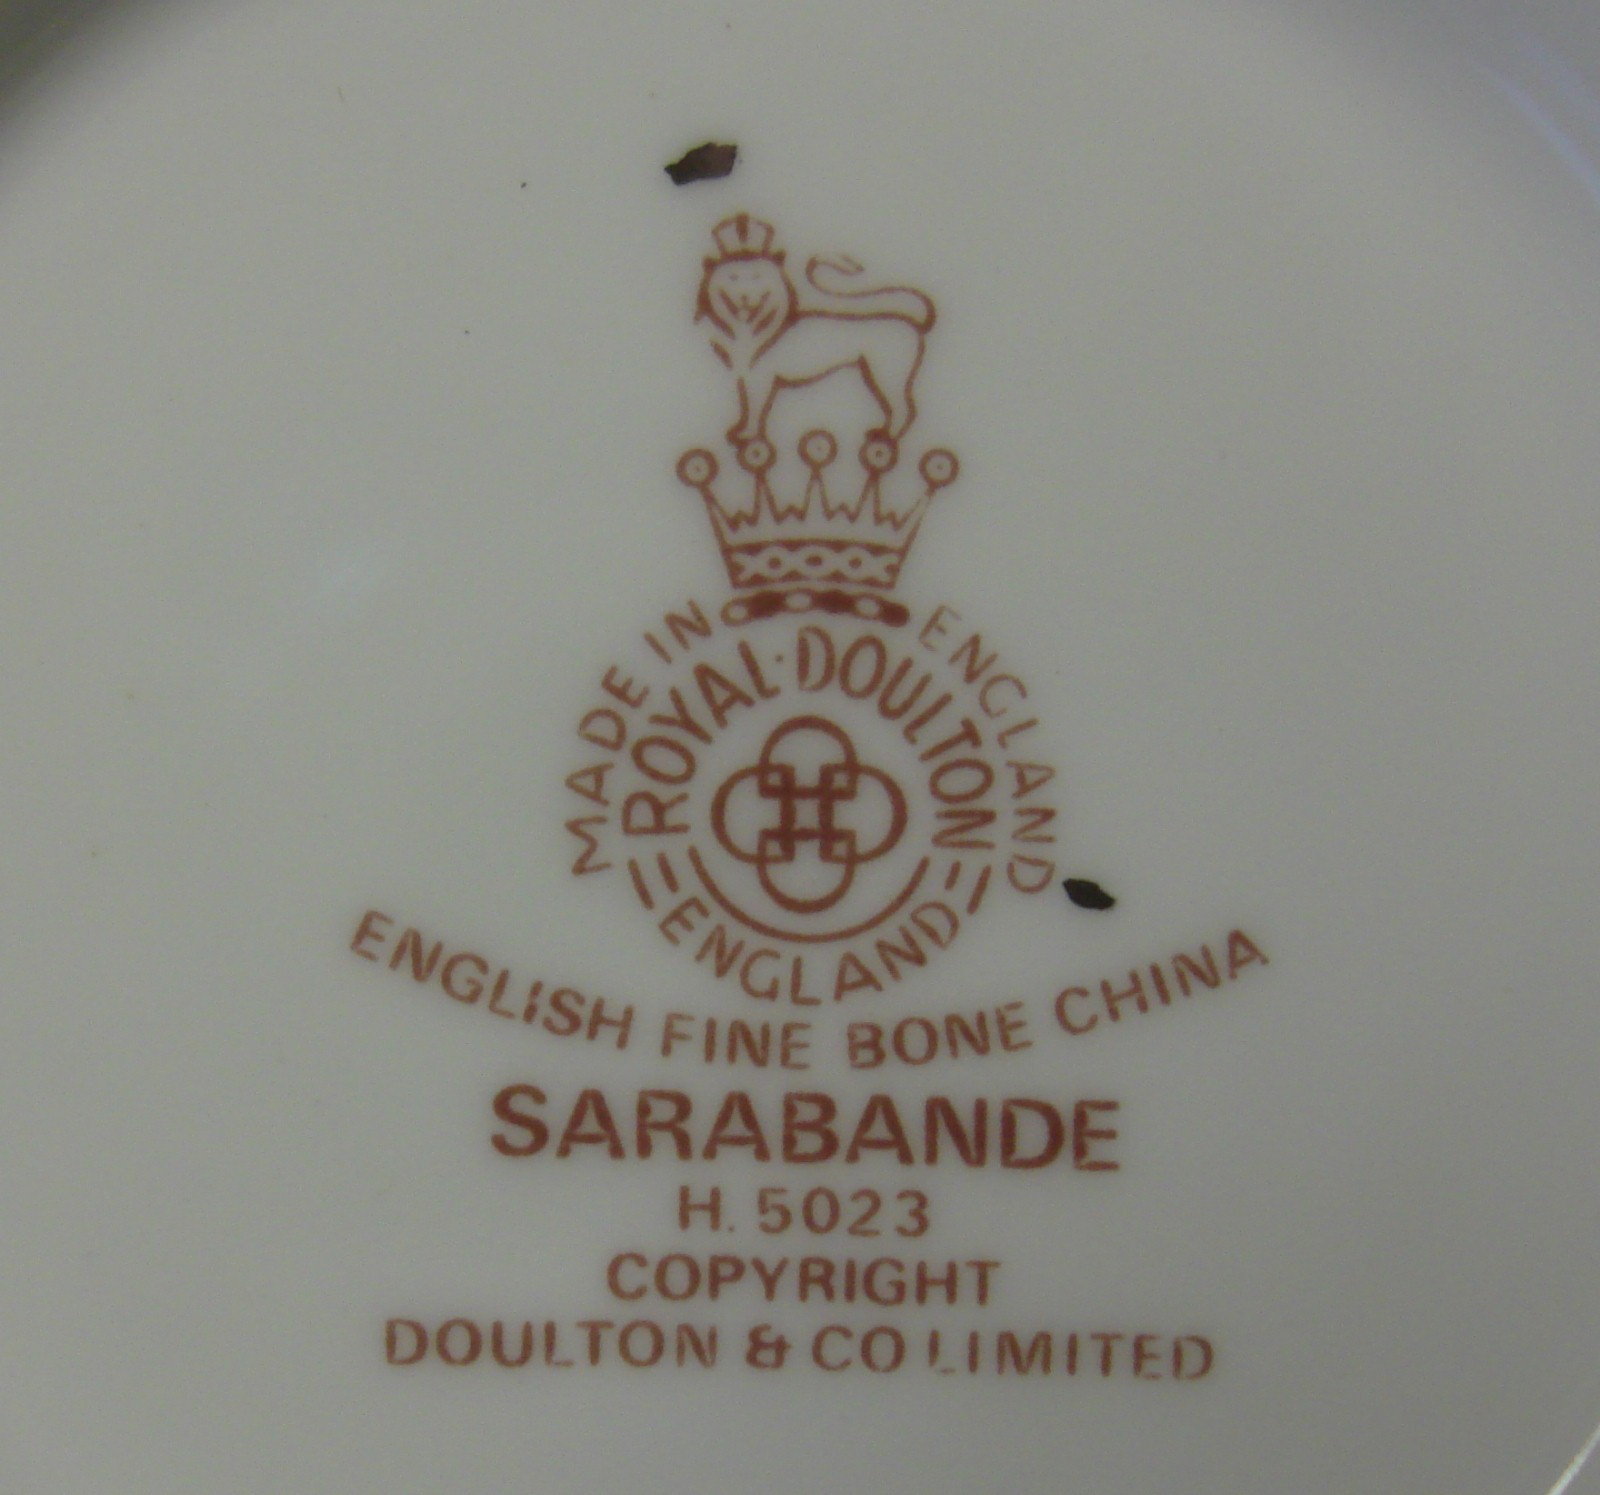 MADE IN ENGLAND
ROYAL·DOULTON
ENGLAND
ENGLISH FINE BONE CHINA
SARABANDE
H. 5023
COPYRIGHT
DOULTON & CO LIMITED